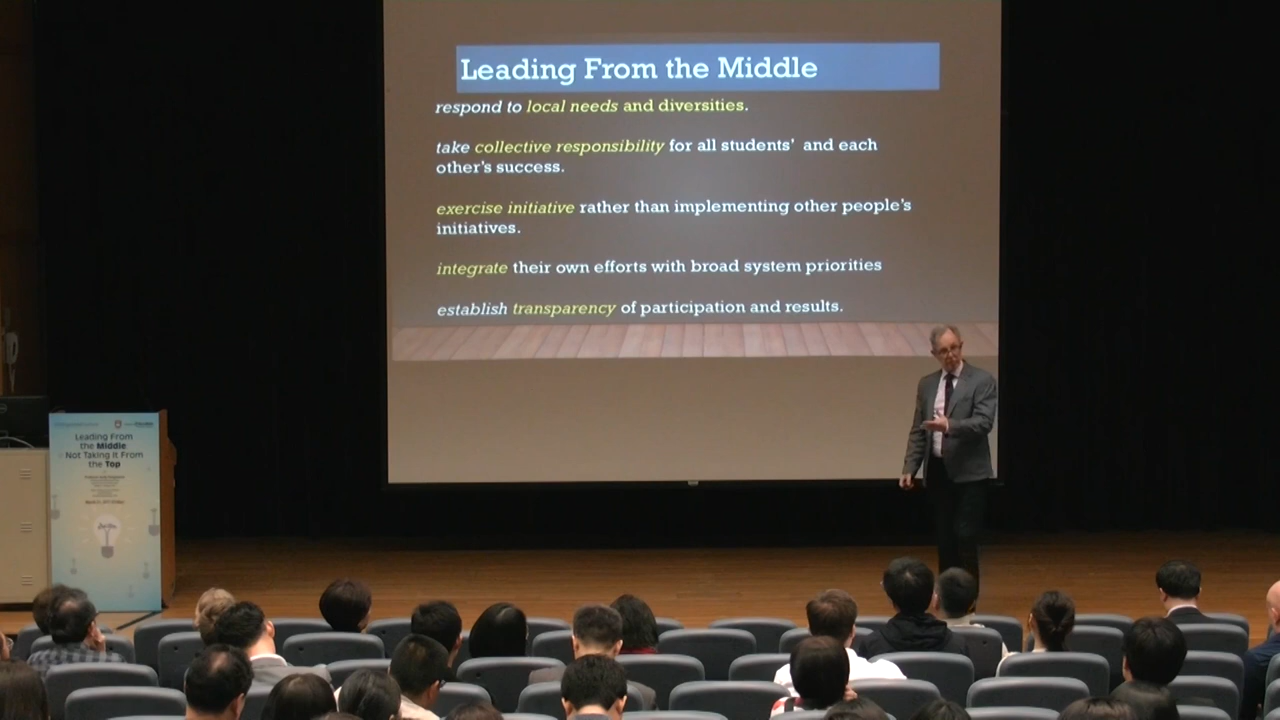 Leading From the Middle
respond to local needs and diversities.
take collective responsibility for all students’ and each
other’s success.
exercise initiative rather than implementing other people’s
initiatives.
integrate their own efforts with broad system priorities
establish transparency of participation and results.
Leading From
the Middle
Not Taking It From
the Top